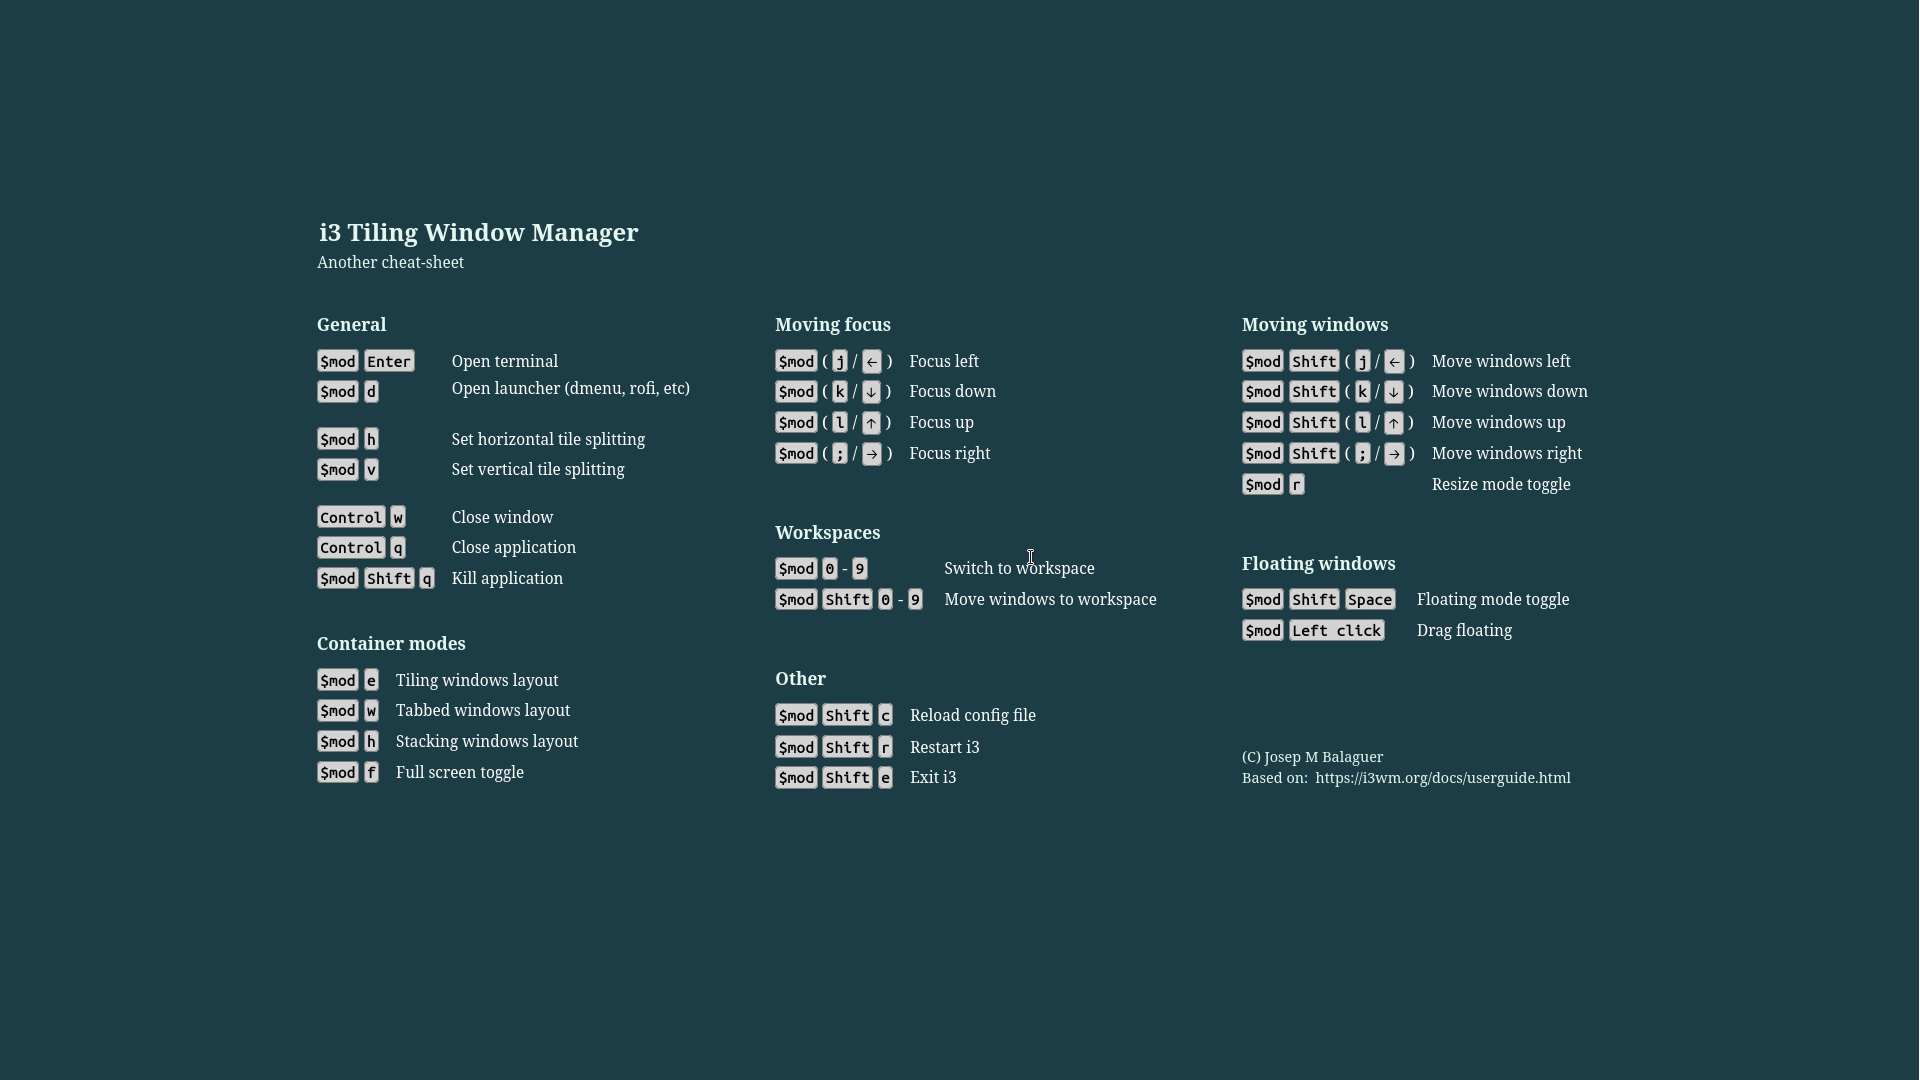 i3 Tiling Window Manager
Another cheat-sheet
General
$mod Enter Open terminal
$mod d Open launcher (dmenu, rofi, etc)
$mod h Set horizontal tile splitting
$mod v Set vertical tile splitting
Control w Close window
Control q Close application
$mod Shift q Kill application
Container modes
$mod e Tiling windows layout
$mod w Tabbed windows layout
$mod h Stacking windows layout
$mod f Full screen toggle
Moving focus
$mod ( j / ← ) Focus left
$mod ( k / ↓ ) Focus down
$mod ( l / ↑ ) Focus up
$mod ( ; / → ) Focus right
Workspaces
$mod 0 - 9 Switch to workspace
$mod Shift 0 - 9 Move windows to workspace
Other
$mod Shift c Reload config file
$mod Shift r Restart i3
$mod Shift e Exit i3
Moving windows
$mod Shift ( j / ← ) Move windows left
$mod Shift ( k / ↓ ) Move windows down
$mod Shift ( l / ↑ ) Move windows up
$mod Shift ( ; / → ) Move windows right
$mod r Resize mode toggle
Floating windows
$mod Shift Space Floating mode toggle
$mod Left click Drag floating
(C) Josep M Balaguer
Based on: https://i3wm.org/docs/userguide.html